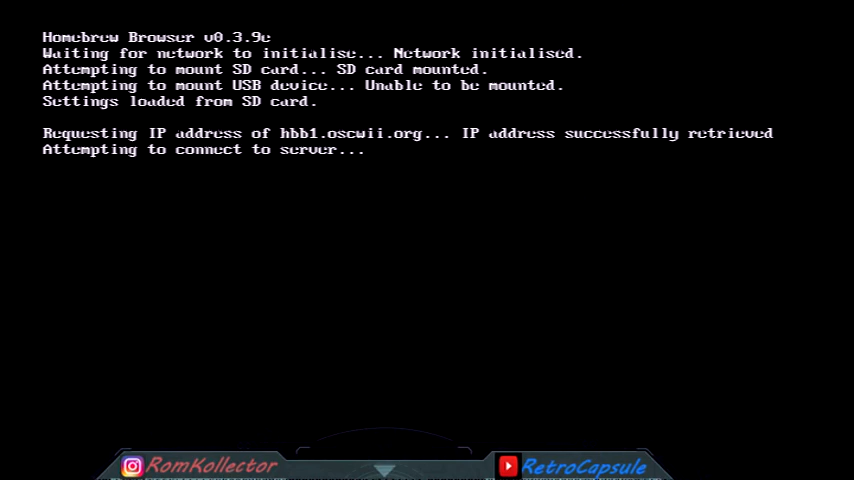 Homebrew Browser v0.3.9e
Waiting for network to initialise... Network initialised.
Attempting to mount SD card... SD card mounted.
Attempting to mount USB device... Unable to be mounted.
Settings loaded from SD card.
Requesting IP address of hbb1.oscwii.org... IP address successfully retrieved
Attempting to connect to server...
RomKollector
RetroCapsule